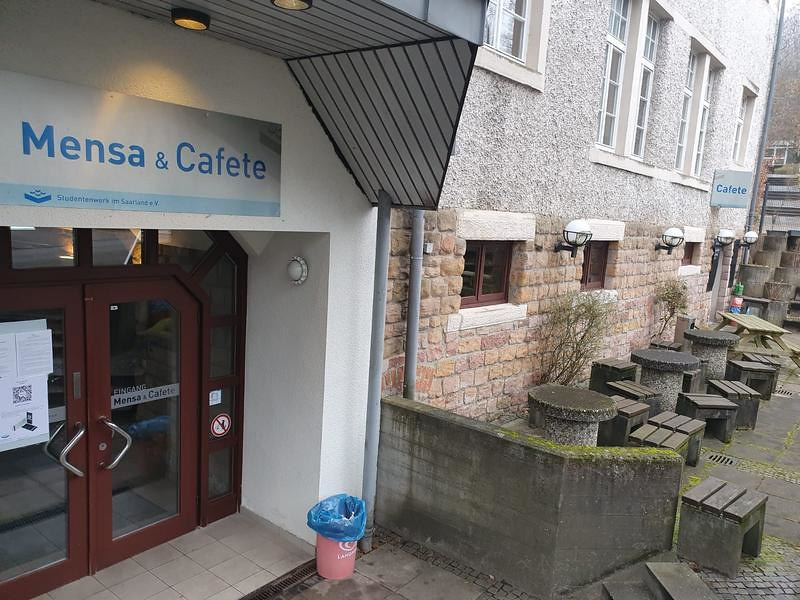 Mensa & Cafete
Studentenwerk im Saarland e.V.
Cafete
EINGANG
Mensa & Cafete